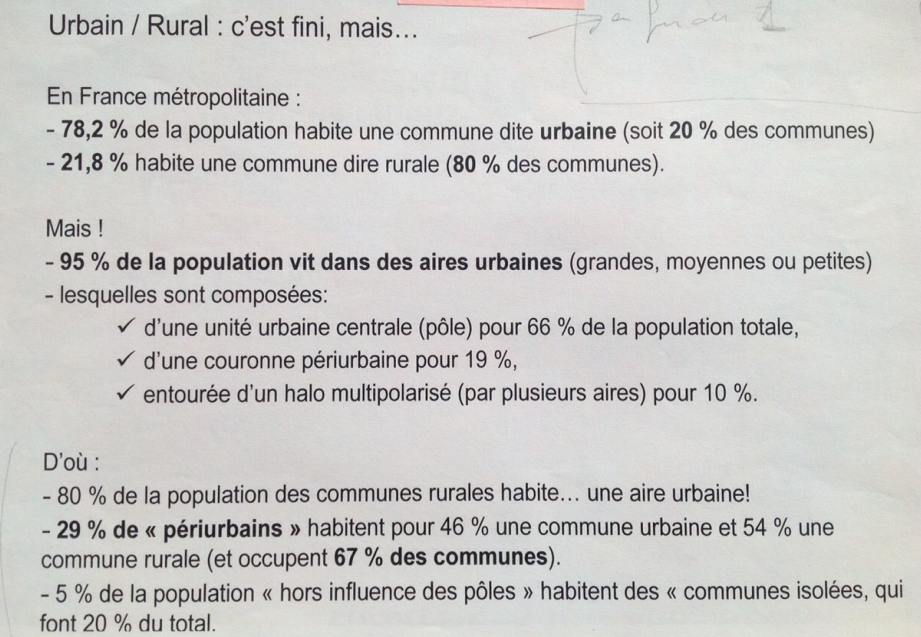 Urbain / Rural : c'est fini, mais…
En France métropolitaine :
- 78,2 % de la population habite une commune dite urbaine (soit 20 % des communes)
- 21,8 % habite une commune dire rurale (80 % des communes).
Mais !
- 95 % de la population vit dans des aires urbaines (grandes, moyennes ou petites)
- lesquelles sont composées:
✓ d'une unité urbaine centrale (pôle) pour 66 % de la population totale,
✓ d'une couronne périurbaine pour 19 %,
✓ entourée d'un halo multipolarisé (par plusieurs aires) pour 10 %.
D'où :
- 80 % de la population des communes rurales habite… une aire urbaine!
- 29 % de « périurbains » habitent pour 46 % une commune urbaine et 54 % une
commune rurale (et occupent 67 % des communes).
- 5 % de la population « hors influence des pôles » habitent des « communes isolées, qui
font 20 % du total.